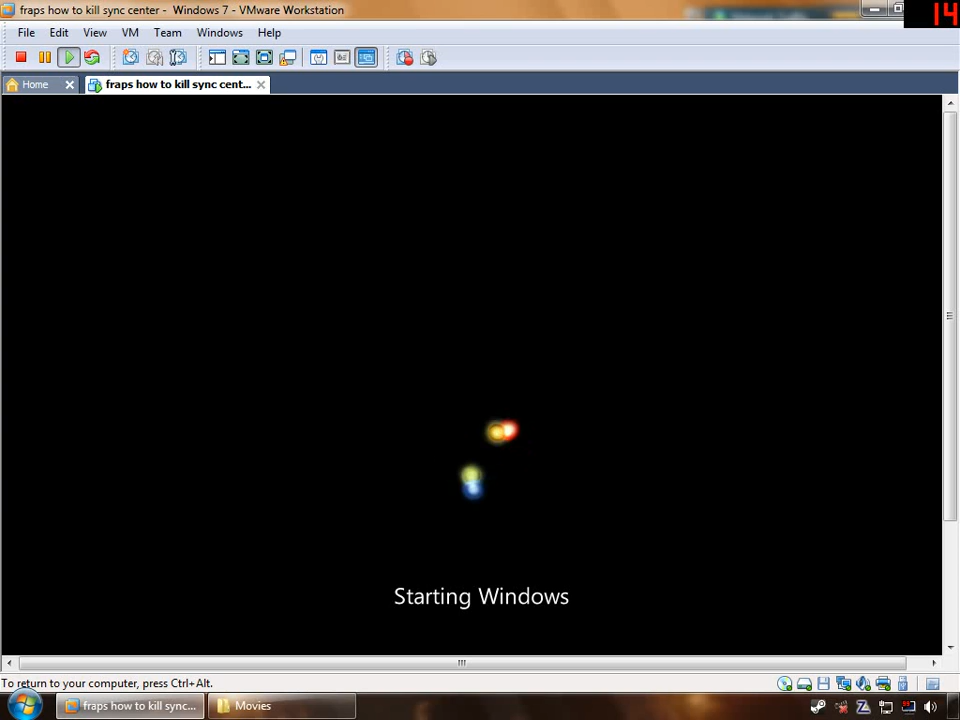 fraps how to kill sync center - Windows 7 - VMware Workstation
14
File Edit View VM Team Windows Help
Home fraps how to kill sync cent...
Starting Windows
To return to your computer, press Ctrl+Alt.
fraps how to kill sync... Movies